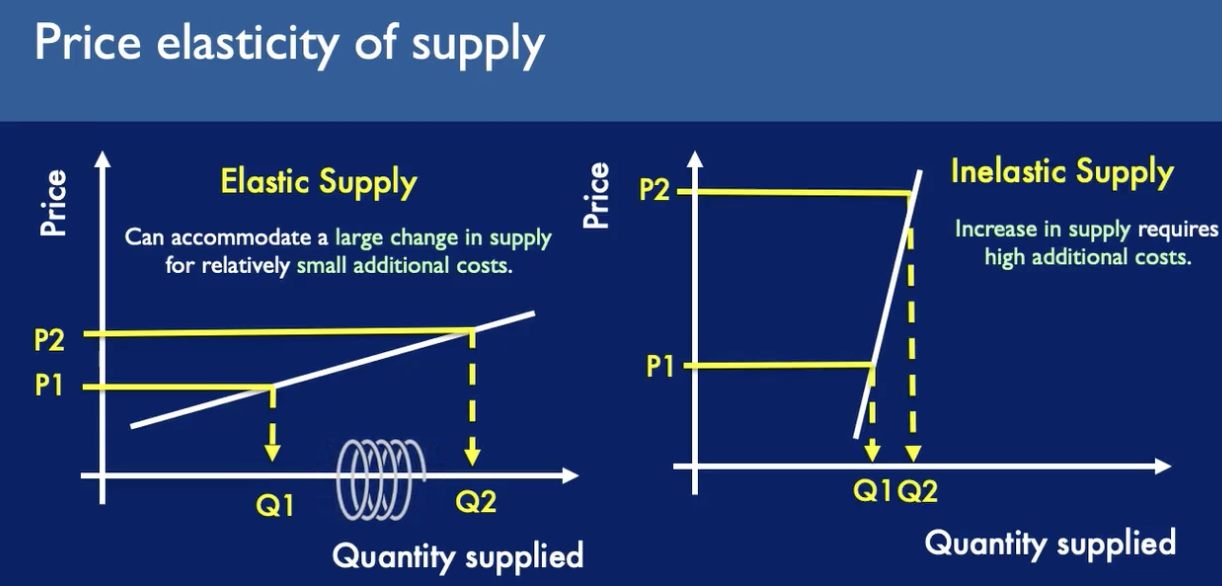 Price elasticity of supply
Price
Elastic Supply
Can accommodate a large change in supply
for relatively small additional costs.
P2
P1
Q1
Q2
Quantity supplied
Price
Inelastic Supply
Increase in supply requires
high additional costs.
P2
P1
Q1 Q2
Quantity supplied